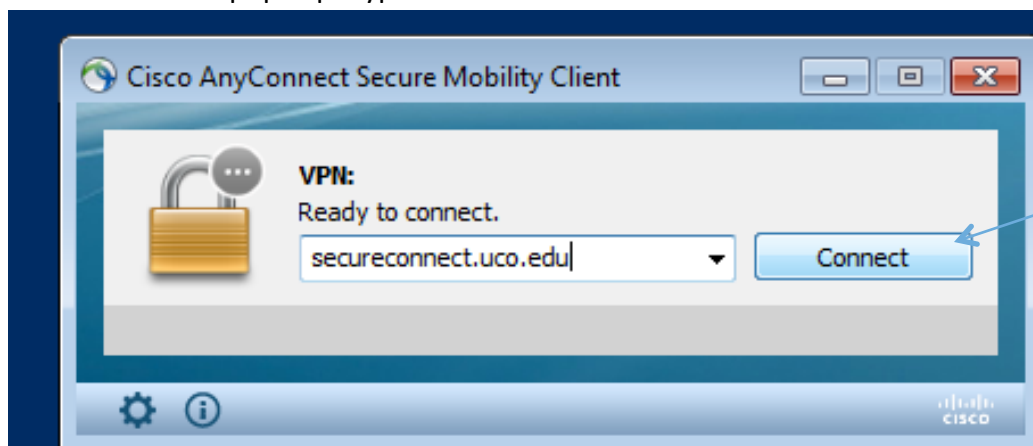 Cisco AnyConnect Secure Mobility Client
VPN:
Ready to connect.
secureconnect.uco.edu
Connect
CISCO